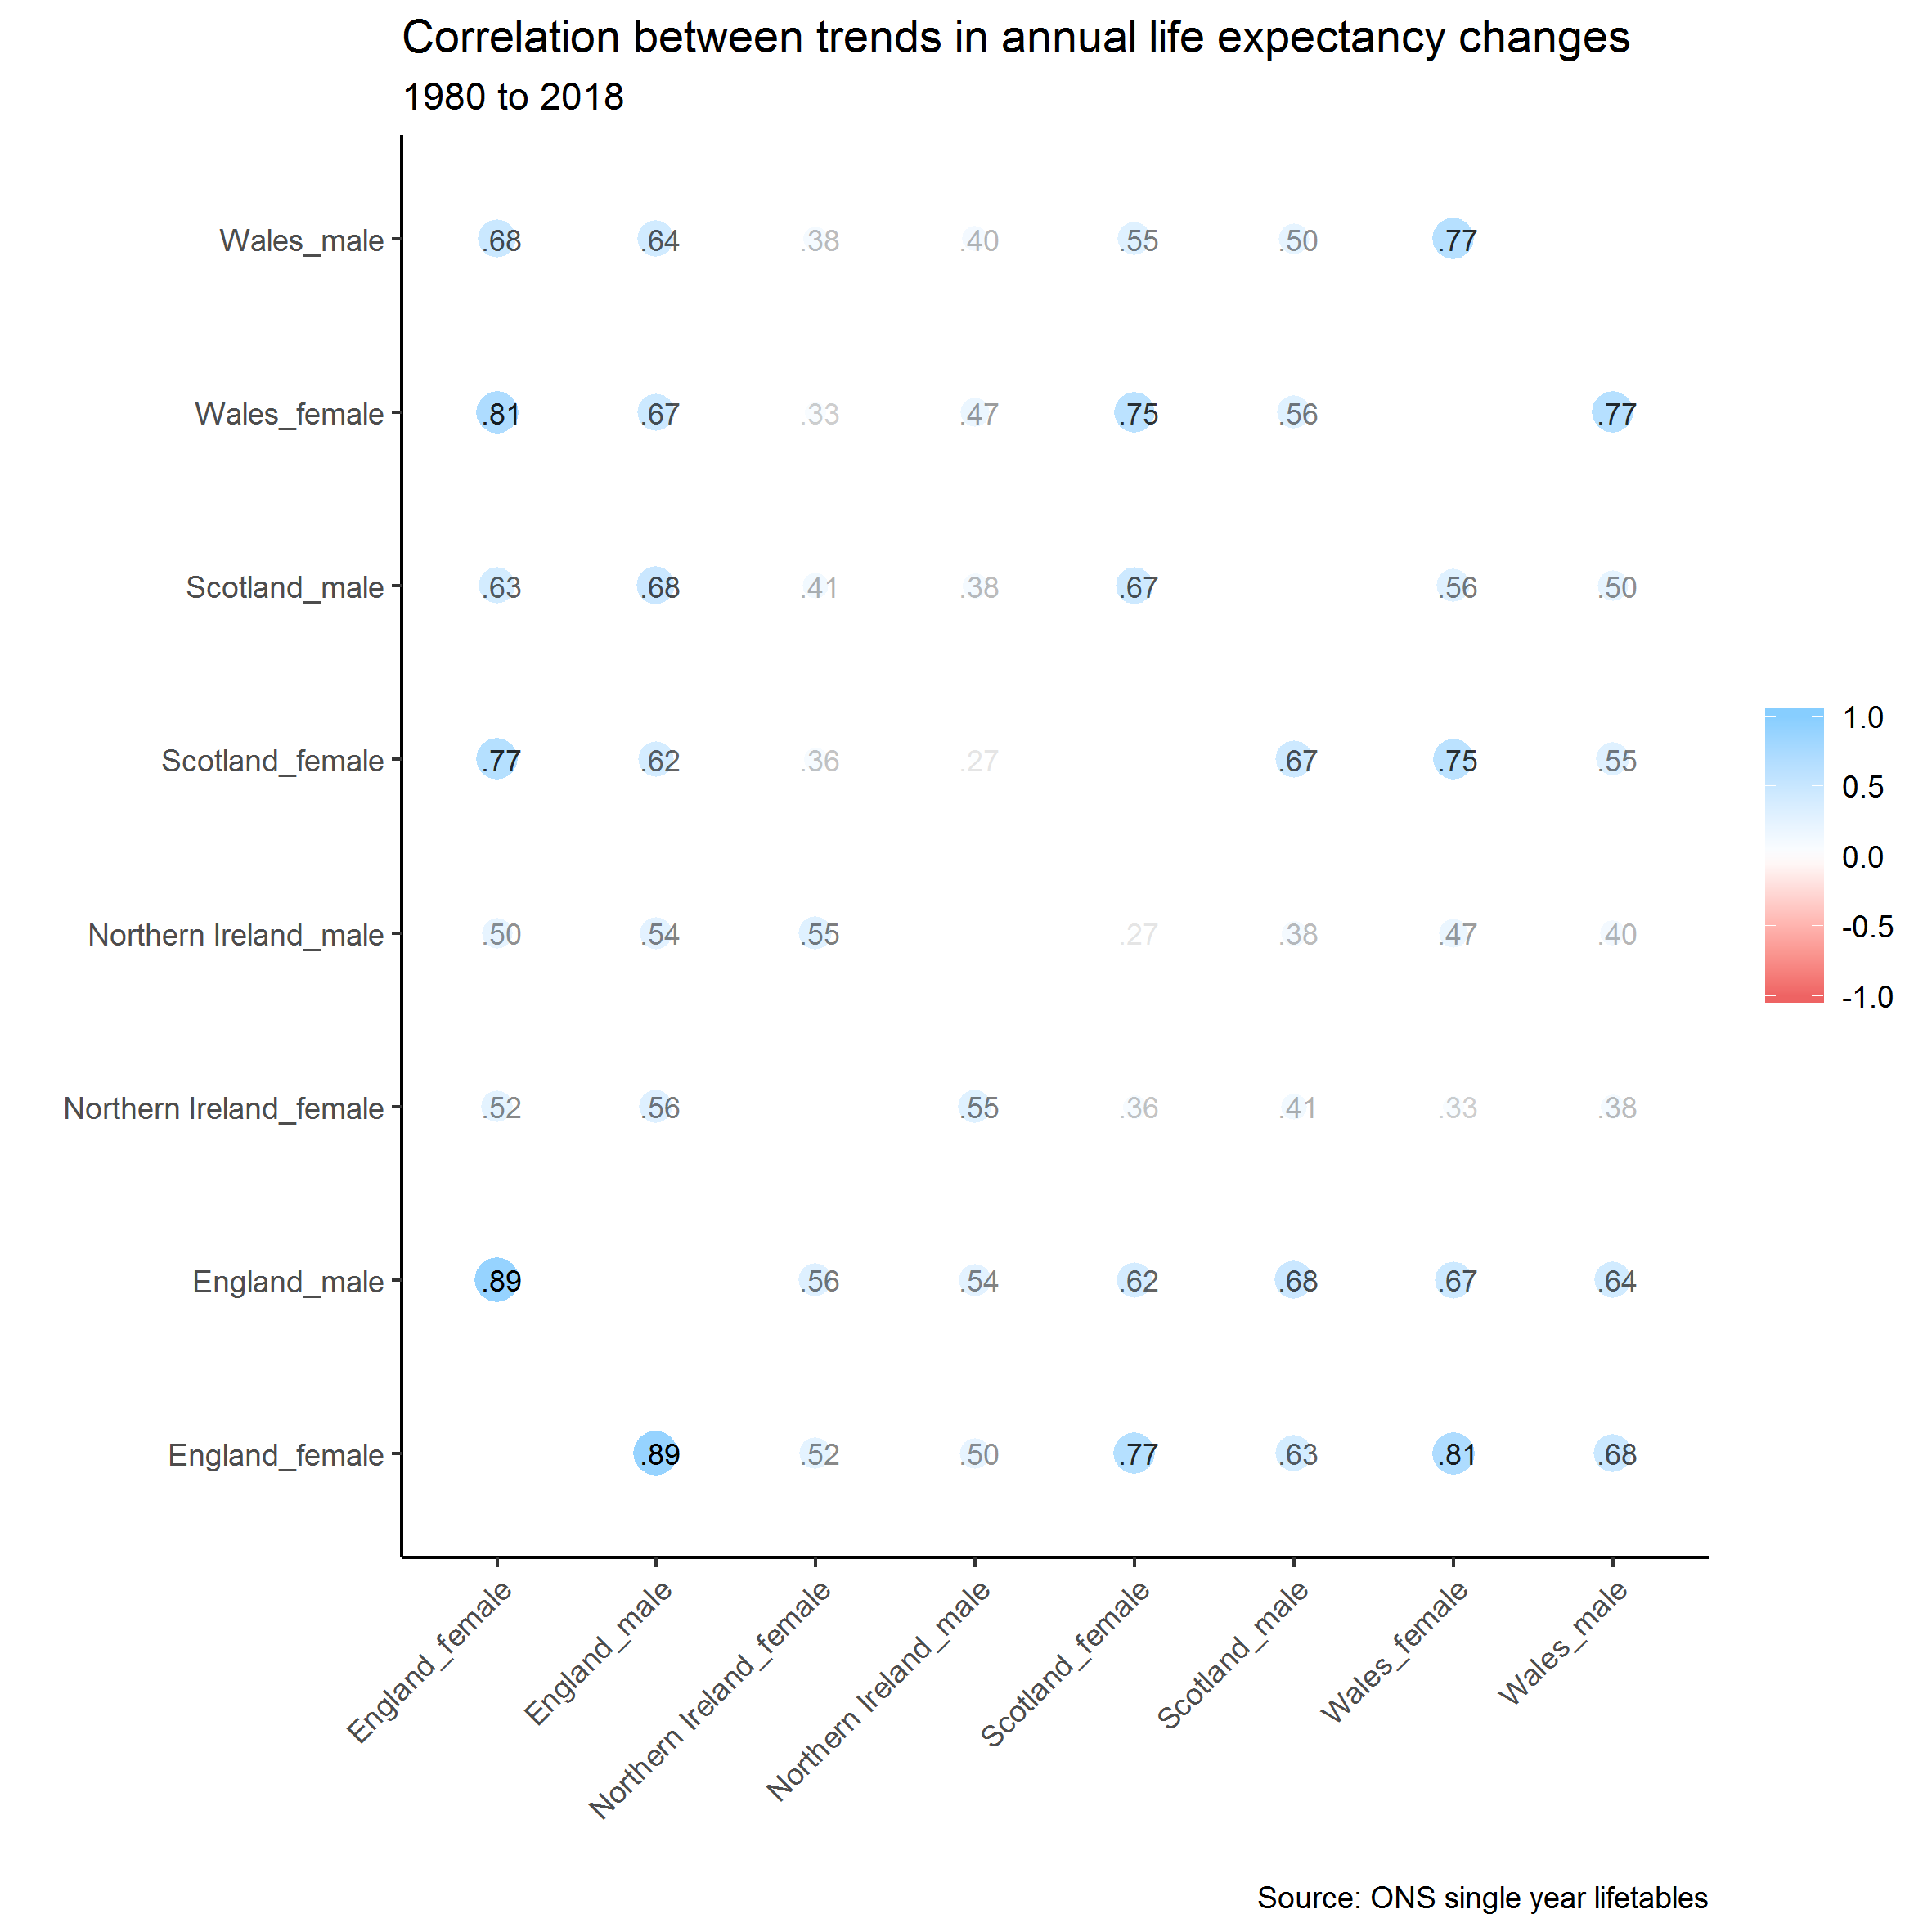 Correlation between trends in annual life expectancy changes
1980 to 2018
Wales_male .68 .64 .38 .40 .55 .50 .77
Wales_female .81 .67 .33 .47 .75 .56 .77
Scotland_male .63 .68 .41 .38 .67 .56 .50
Scotland_female .77 .62 .36 .27 .67 .75 .55
Northern Ireland_male .50 .54 .55 .27 .38 .47 .40
Northern Ireland_female .52 .56 .55 .36 .41 .33 .38
England_male .89 .56 .54 .62 .68 .67 .64
England_female .89 .52 .50 .77 .63 .81 .68
1.0
0.5
0.0
-0.5
-1.0
England_female
England_male
Northern Ireland_female
Northern Ireland_male
Scotland_female
Scotland_male
Wales_female
Wales_male
Source: ONS single year lifetables